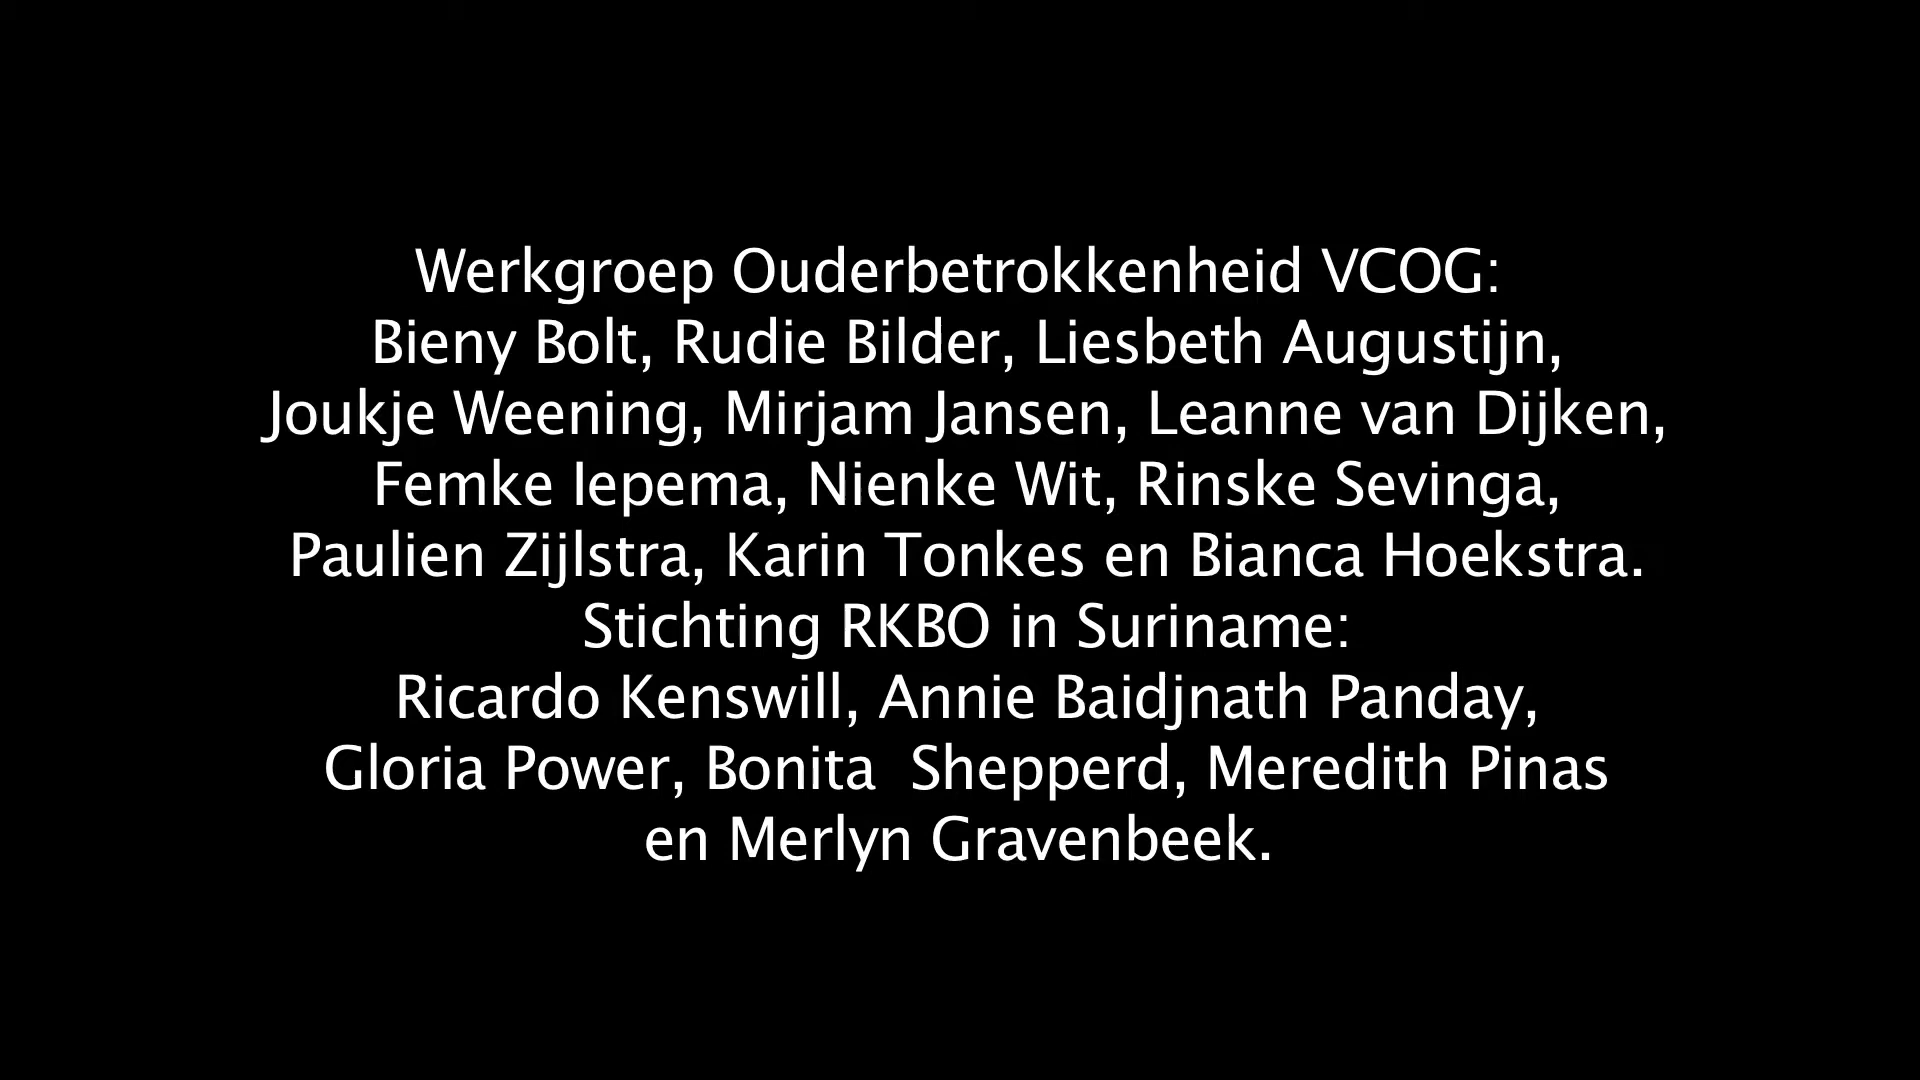 Werkgroep Ouderbetrokkenheid VCOG:
Bieny Bolt, Rudie Bilder, Liesbeth Augustijn,
Joukje Weening, Mirjam Jansen, Leanne van Dijken,
Femke Iepema, Nienke Wit, Rinske Sevinga,
Paulien Zijlstra, Karin Tonkes en Bianca Hoekstra.
Stichting RKBO in Suriname:
Ricardo Kenswill, Annie Baidjnath Panday,
Gloria Power, Bonita  Shepperd, Meredith Pinas
en Merlyn Gravenbeek.